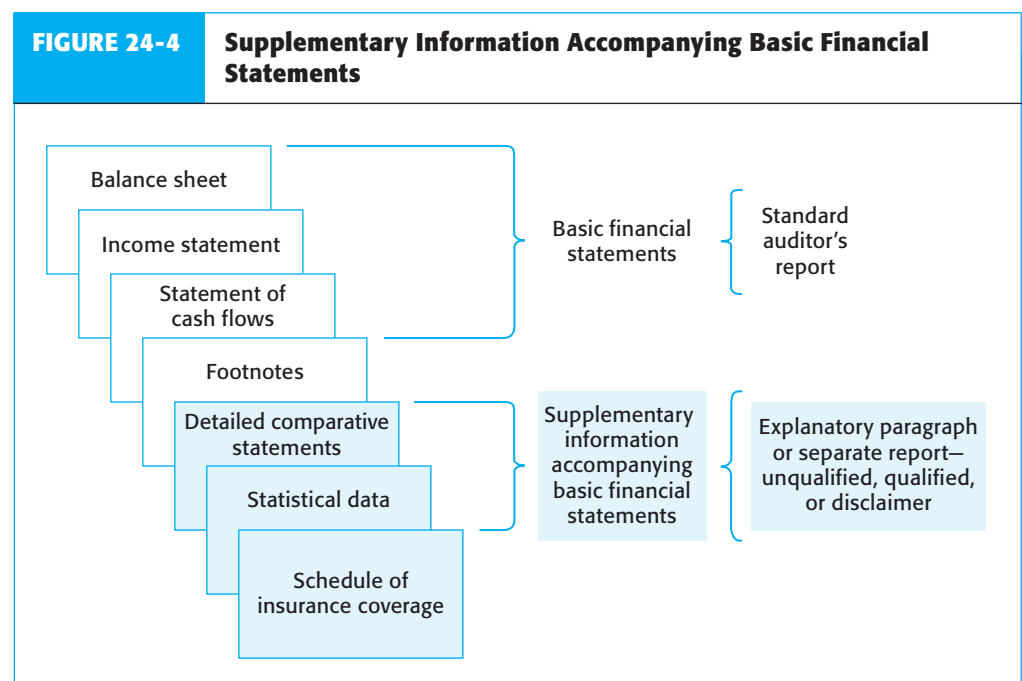 FIGURE 24-4
Supplementary Information Accompanying Basic Financial
Statements
Balance sheet
Income statement
Statement of
cash flows
Footnotes
Detailed comparative
statements
Statistical data
Schedule of
insurance coverage
Basic financial
statements
Standard
auditor’s
report
Supplementary
information
accompanying
basic financial
statements
Explanatory paragraph
or separate report—
unqualified, qualified,
or disclaimer